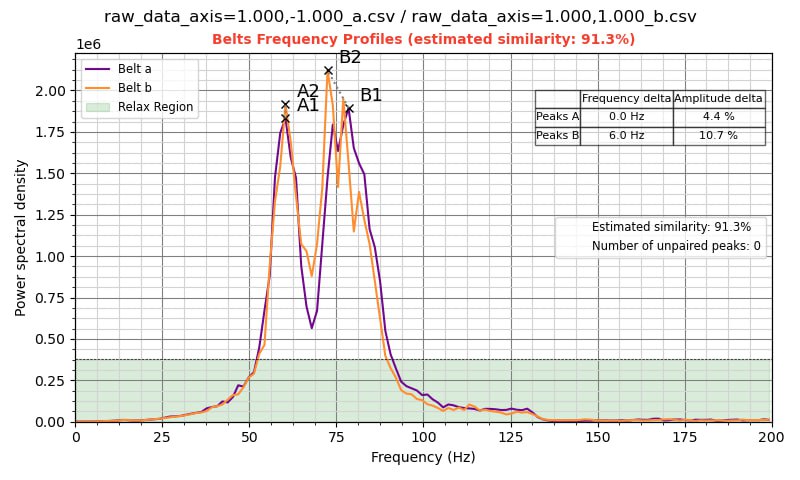 raw_data_axis=1.000,-1.000_a.csv / raw_data_axis=1.000,1.000_b.csv
Belts Frequency Profiles (estimated similarity: 91.3%)
1e6
Belt a
Belt b
Relax Region
B2
A2
A1
B1
Frequency delta Amplitude delta
Peaks A 0.0 Hz 4.4 %
Peaks B 6.0 Hz 10.7 %
Estimated similarity: 91.3%
Number of unpaired peaks: 0
Power spectral density
2.00
1.75
1.50
1.25
1.00
0.75
0.50
0.25
0.00
0 25 50 75 100 125 150 175 200
Frequency (Hz)